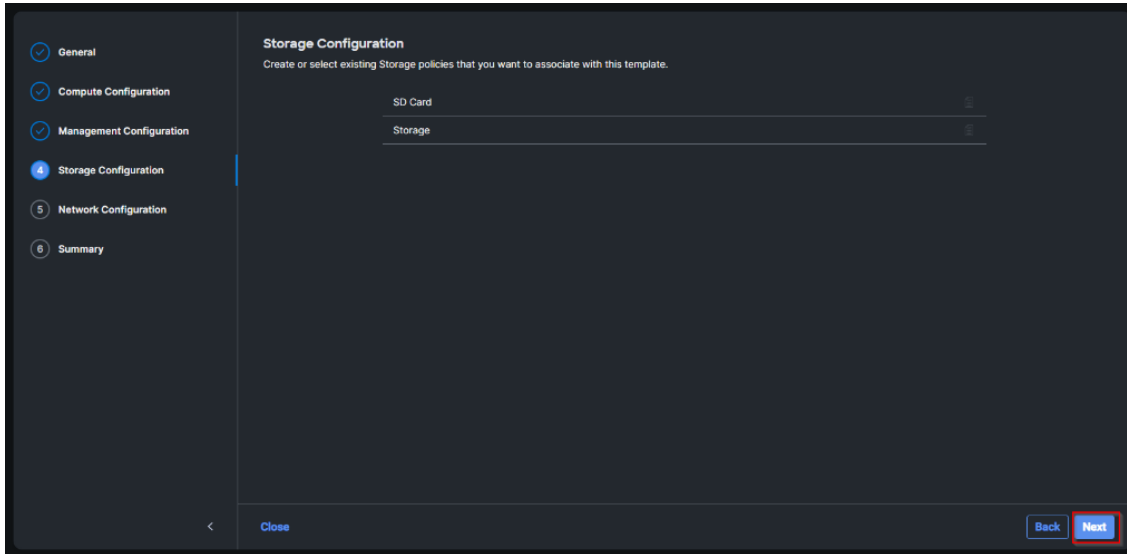 General
Compute Configuration
Management Configuration
4 Storage Configuration
5 Network Configuration
6 Summary
Storage Configuration
Create or select existing Storage policies that you want to associate with this template.
SD Card
Storage
Close
Back
Next